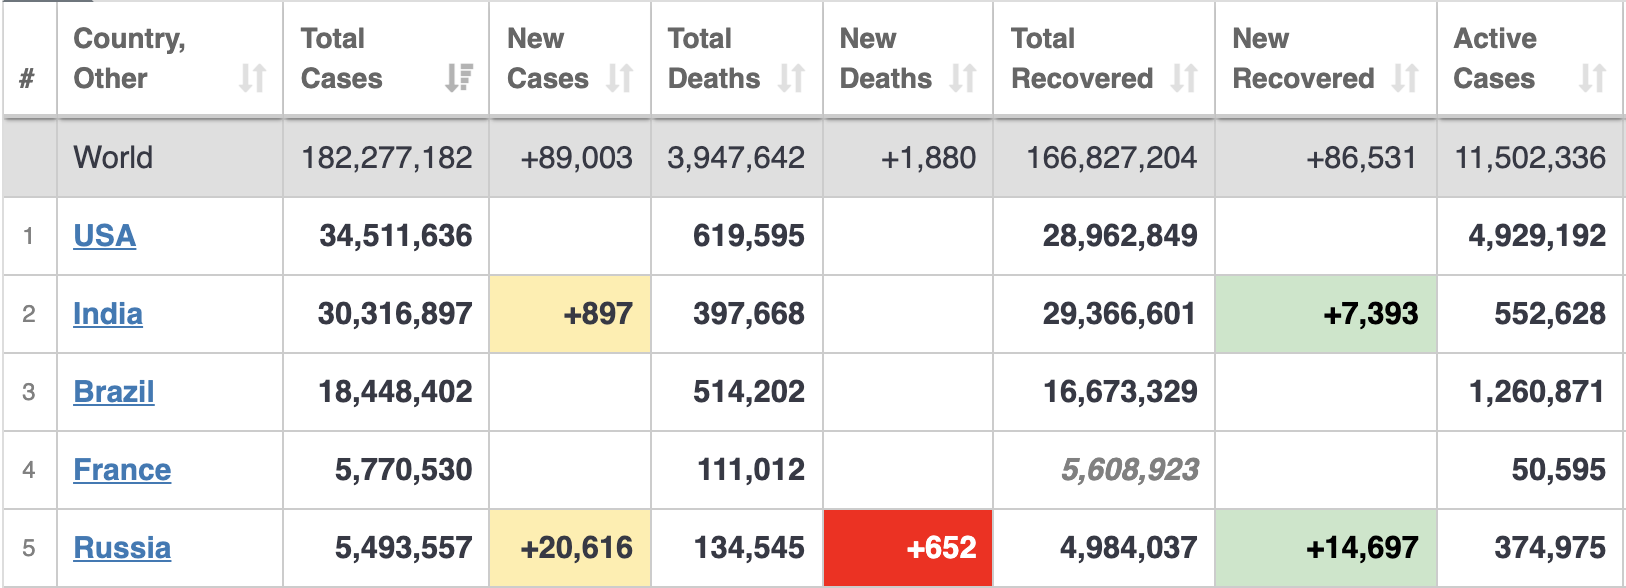 # Country, Other Total Cases New Cases Total Deaths New Deaths Total Recovered New Recovered Active Cases
World 182,277,182 +89,003 3,947,642 +1,880 166,827,204 +86,531 11,502,336
1 USA 34,511,636 619,595 28,962,849 4,929,192
2 India 30,316,897 +897 397,668 29,366,601 +7,393 552,628
3 Brazil 18,448,402 514,202 16,673,329 1,260,871
4 France 5,770,530 111,012 5,608,923 50,595
5 Russia 5,493,557 +20,616 134,545 +652 4,984,037 +14,697 374,975